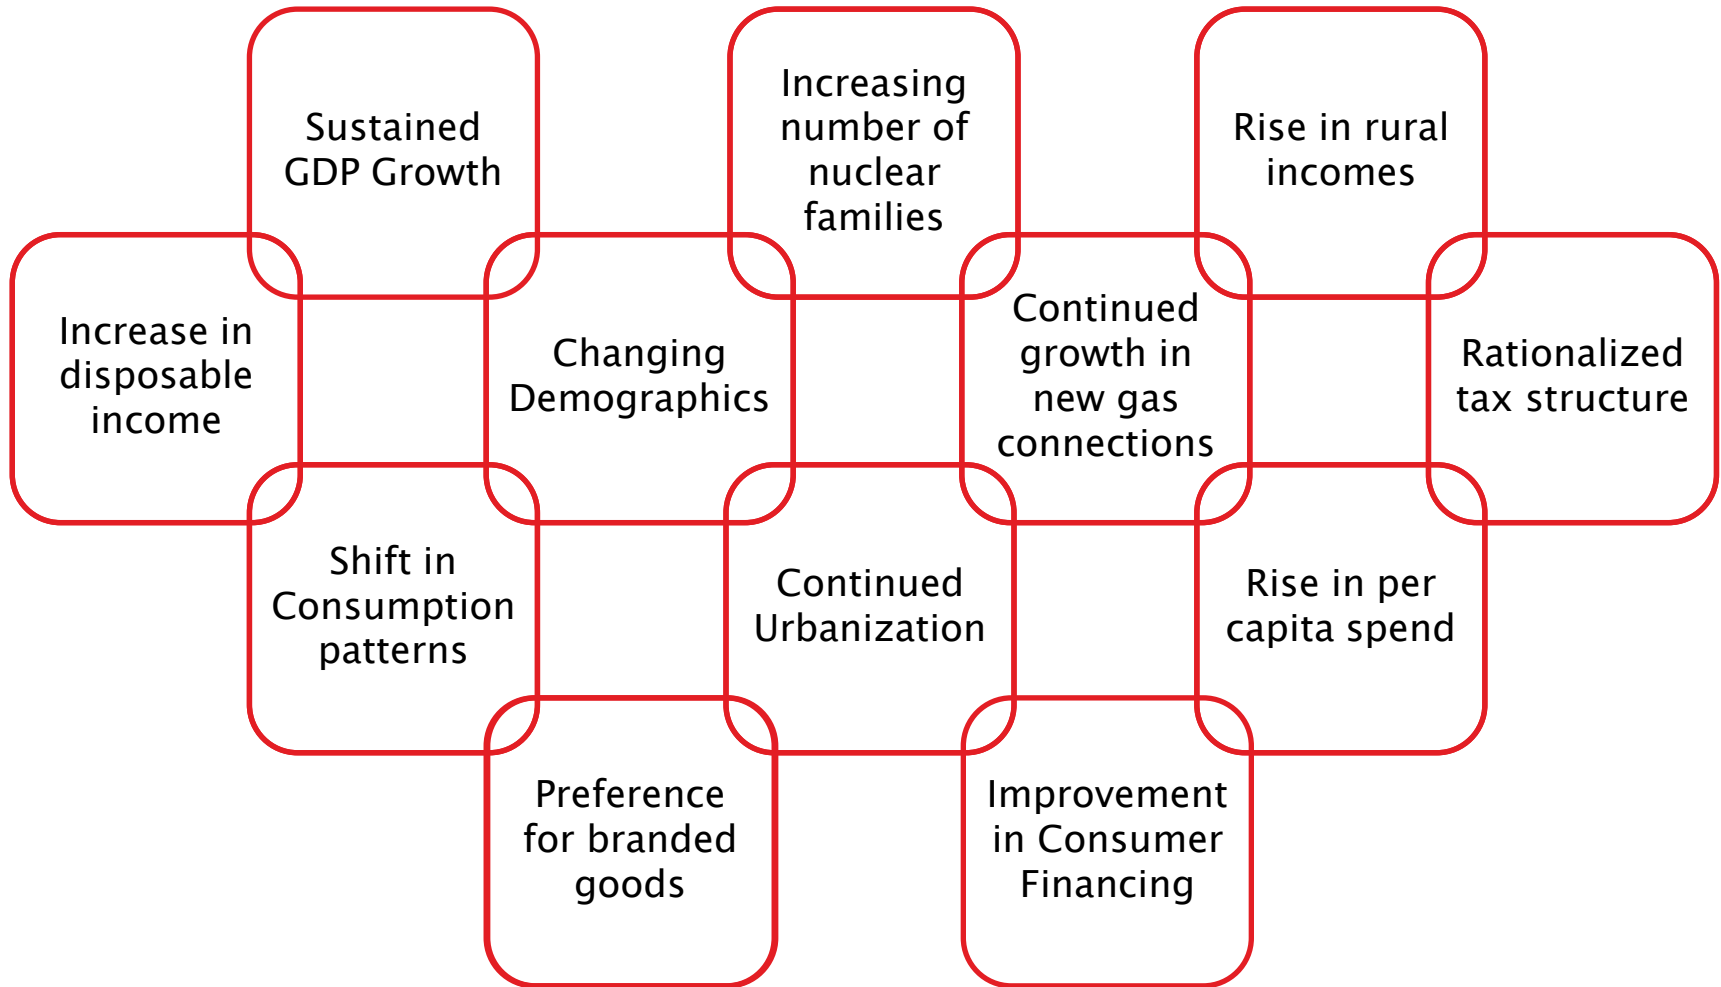 Sustained
GDP Growth
Increasing
number of
nuclear
families
Rise in rural
incomes
Increase in
disposable
income
Changing
Demographics
Continued
growth in
new gas
connections
Rationalized
tax structure
Shift in
Consumption
patterns
Continued
Urbanization
Rise in per
capita spend
Preference
for branded
goods
Improvement
in Consumer
Financing